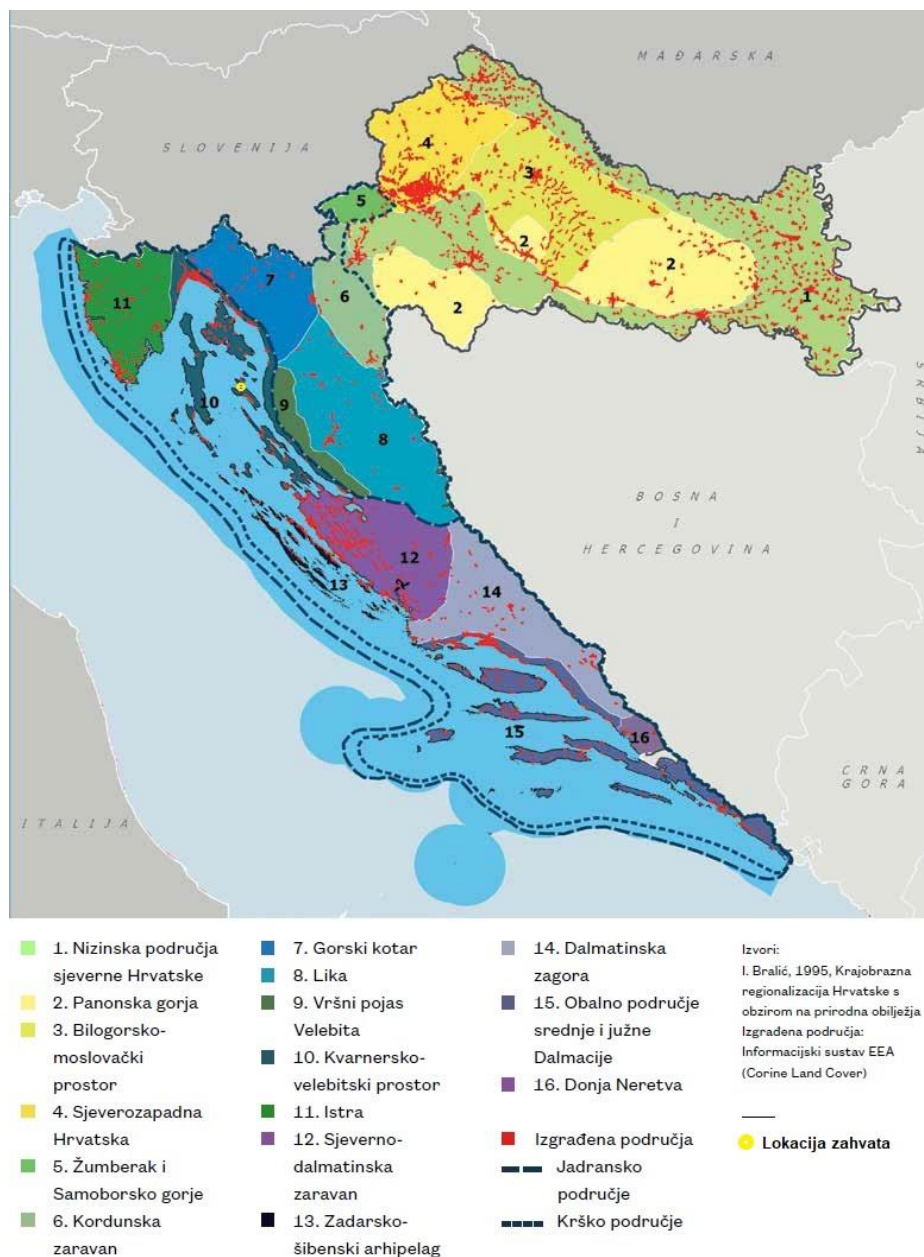 MAĐARSKA
SLOVENIJA
4
3
5
2
7
2
1
6
2
11
10
9
8
SRBIJA
BOSNA
I
HERCEGOVINA
12
13
14
15
16
CRNA
GORA
ITALIJA
1. Nizinska područja
sjeverne Hrvatske
2. Panonska gorja
3. Bilogorsko-
moslovački
prostor
4. Sjeverozapadna
Hrvatska
5. Žumberak i
Samoborsko gorje
6. Kordunska
zaravan
7. Gorski kotar
8. Lika
9. Vršni pojas
Velebita
10. Kvarnersko-
velebitski prostor
11. Istra
12. Sjeverno-
dalmatinska
zaravan
13. Zadarsko-
šibenski arhipelag
14. Dalmatinska
zagora
15. Obalno područje
srednje i južne
Dalmacije
16. Donja Neretva
Izgrađena područja
Jadransko
područje
Krško područje
Izvori:
I. Bralić, 1995, Krajobrazna
regionalizacija Hrvatske s
obzirom na prirodna obilježja
Izgrađena područja:
Informacijski sustav EEA
(Corine Land Cover)
Lokacija zahvata